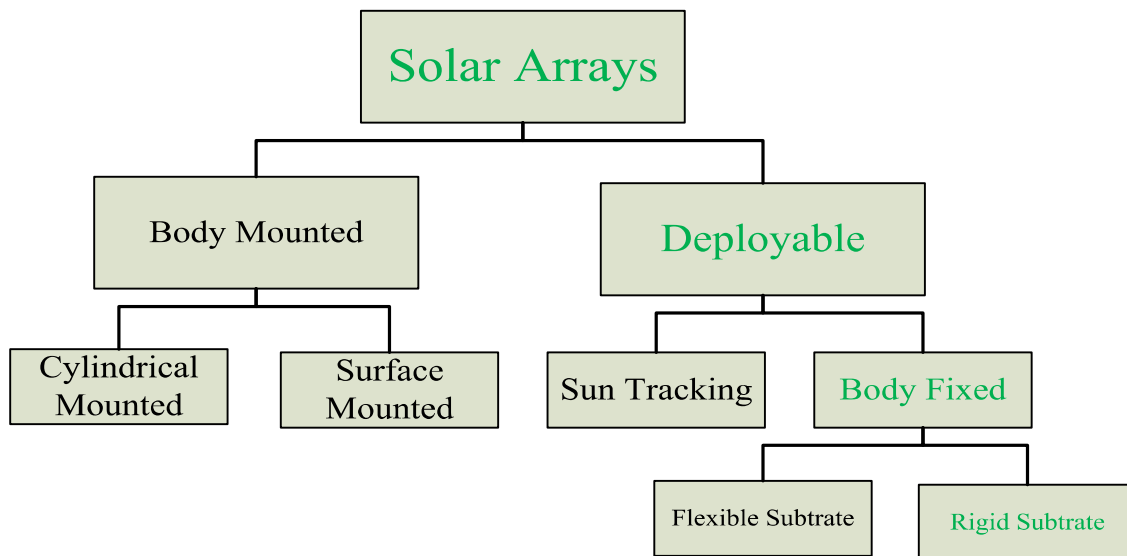 Solar Arrays
Body Mounted
Deployable
Cylindrical
Mounted
Surface
Mounted
Sun Tracking
Body Fixed
Flexible Subtrate
Rigid Subtrate